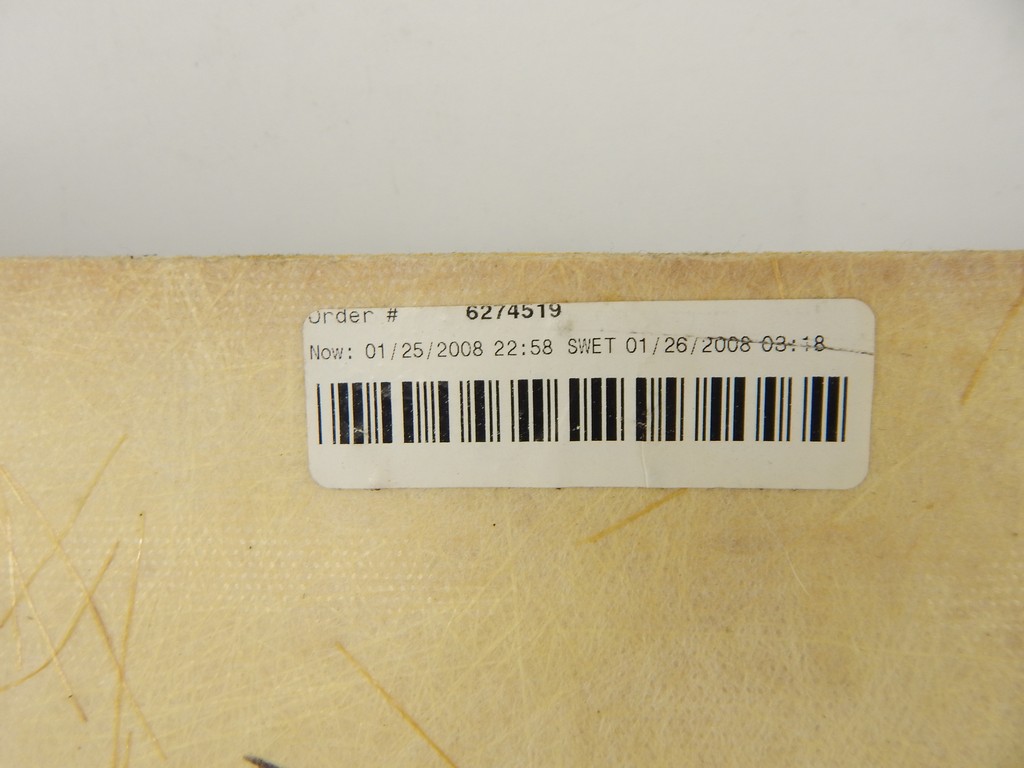 Order # 6274519
Now: 01/25/2008 22:58 SWET 01/26/2008 03:18